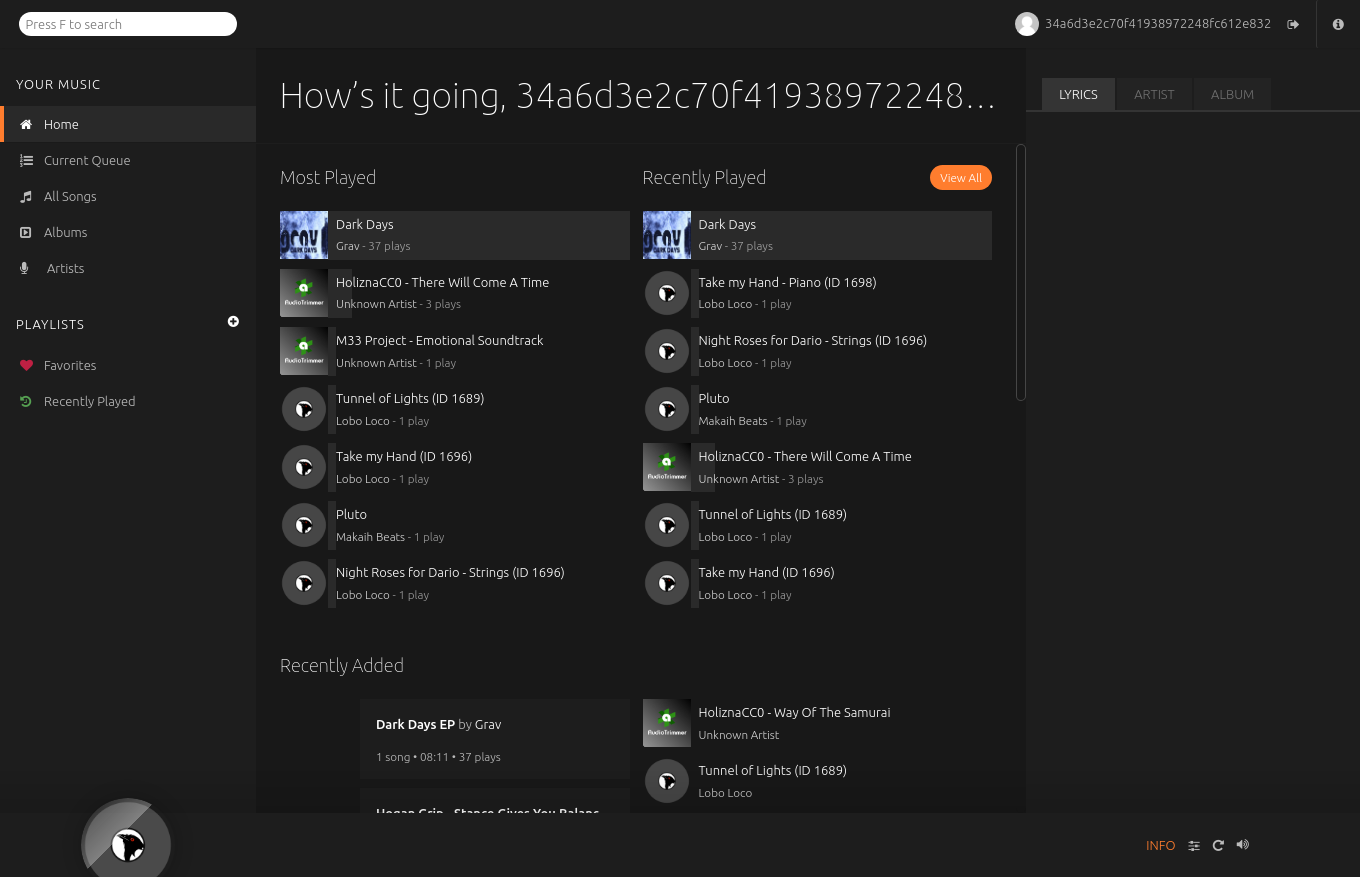 Press F to search
34a6d3e2c70f41938972248fc612e832
YOUR MUSIC
Home
Current Queue
All Songs
Albums
Artists
PLAYLISTS
Favorites
Recently Played
How’s it going, 34a6d3e2c70f41938972248...
Most Played
Dark Days
Grav - 37 plays
HoliznaCC0 - There Will Come A Time
Unknown Artist - 3 plays
M33 Project - Emotional Soundtrack
Unknown Artist - 1 play
Tunnel of Lights (ID 1689)
Lobo Loco - 1 play
Take my Hand (ID 1696)
Lobo Loco - 1 play
Pluto
Makaih Beats - 1 play
Night Roses for Dario - Strings (ID 1696)
Lobo Loco - 1 play
Recently Played
View All
Dark Days
Grav - 37 plays
Take my Hand - Piano (ID 1698)
Lobo Loco - 1 play
Night Roses for Dario - Strings (ID 1696)
Lobo Loco - 1 play
Pluto
Makaih Beats - 1 play
HoliznaCC0 - There Will Come A Time
Unknown Artist - 3 plays
Tunnel of Lights (ID 1689)
Lobo Loco - 1 play
Take my Hand (ID 1696)
Lobo Loco - 1 play
Recently Added
Dark Days EP by Grav
1 song • 08:11 • 37 plays
Hogan Grip - Stance Gives You Balanc...
HoliznaCC0 - Way Of The Samurai
Unknown Artist
Tunnel of Lights (ID 1689)
Lobo Loco
LYRICS
ARTIST
ALBUM
INFO